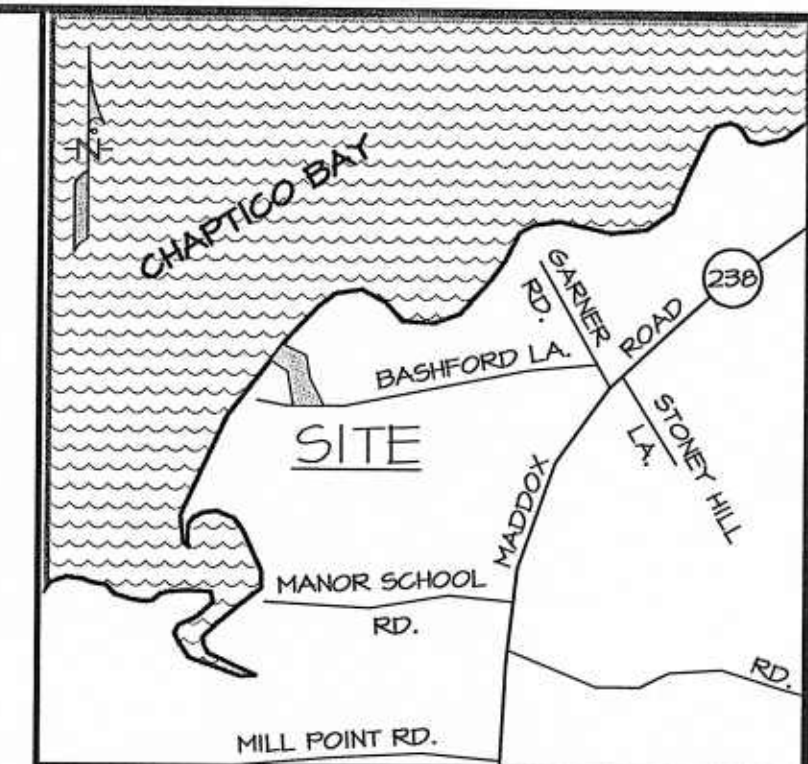 N
CHAPTICO BAY
GARNER
RD.
238
ROAD
BASHFORD LA.
STONEY HILL
LA.
SITE
MADDOX
MANOR SCHOOL
RD.
RD.
MILL POINT RD.